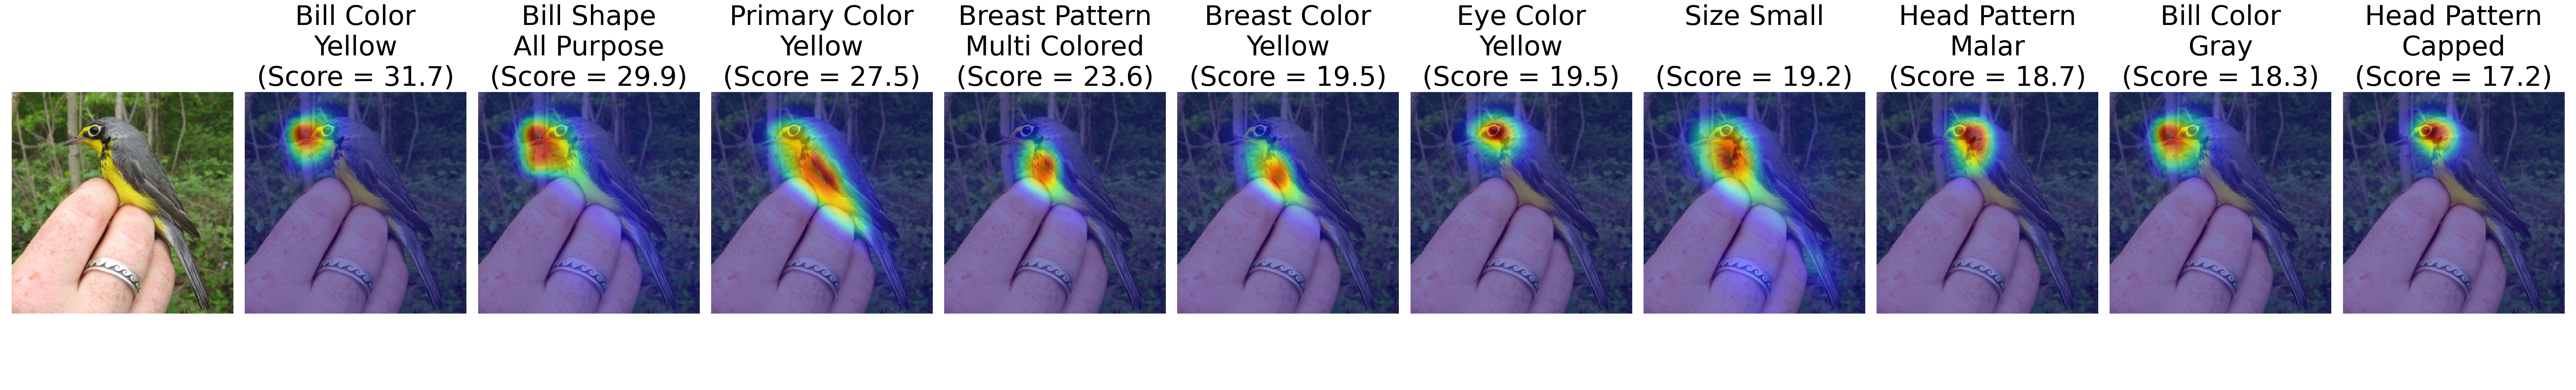 Bill Color
Yellow
(Score = 31.7)
Bill Shape
All Purpose
(Score = 29.9)
Primary Color
Yellow
(Score = 27.5)
Breast Pattern
Multi Colored
(Score = 23.6)
Breast Color
Yellow
(Score = 19.5)
Eye Color
Yellow
(Score = 19.5)
Size Small
(Score = 19.2)
Head Pattern
Malar
(Score = 18.7)
Bill Color
Gray
(Score = 18.3)
Head Pattern
Capped
(Score = 17.2)